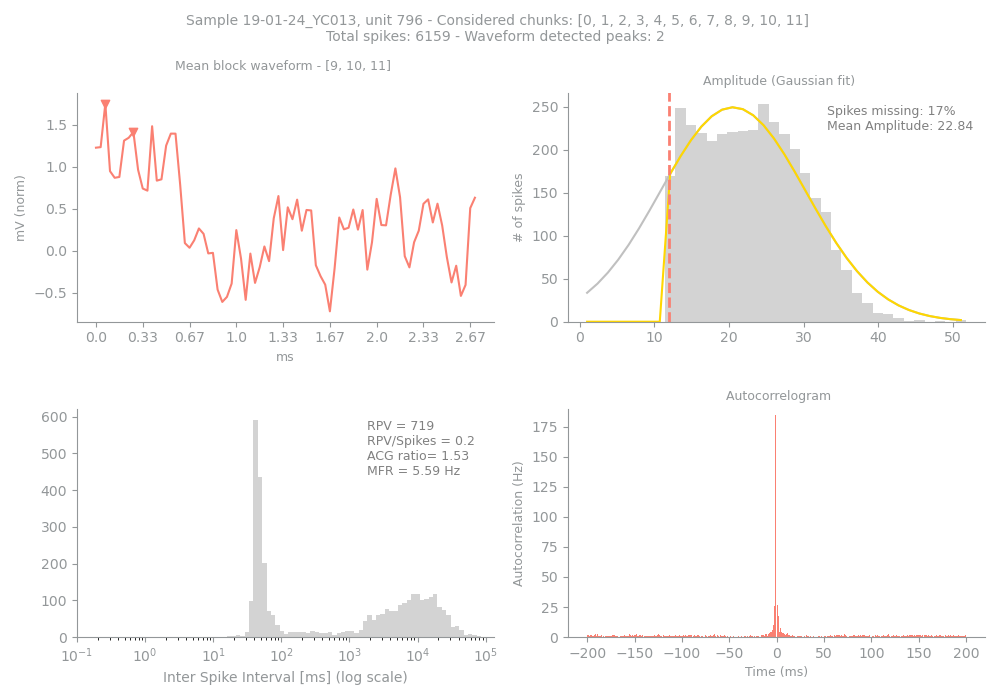 Sample 19-01-24_YC013, unit 796 - Considered chunks: [0, 1, 2, 3, 4, 5, 6, 7, 8, 9, 10, 11]
Total spikes: 6159 - Waveform detected peaks: 2
Mean block waveform - [9, 10, 11]
mV (norm)
1.5
1.0
0.5
0.0
−0.5
0.0 0.33 0.67 1.0 1.33 1.67 2.0 2.33 2.67
ms
Amplitude (Gaussian fit)
Spikes missing: 17%
Mean Amplitude: 22.84
# of spikes
250
200
150
100
50
0
0 10 20 30 40 50
RPV = 719
RPV/Spikes = 0.2
ACG ratio= 1.53
MFR = 5.59 Hz
600
500
400
300
200
100
0
10⁻¹ 10⁰ 10¹ 10² 10³ 10⁴ 10⁵
Inter Spike Interval [ms] (log scale)
Autocorrelogram
Autocorrelation (Hz)
175
150
125
100
75
50
25
0
−200 −150 −100 −50 0 50 100 150 200
Time (ms)